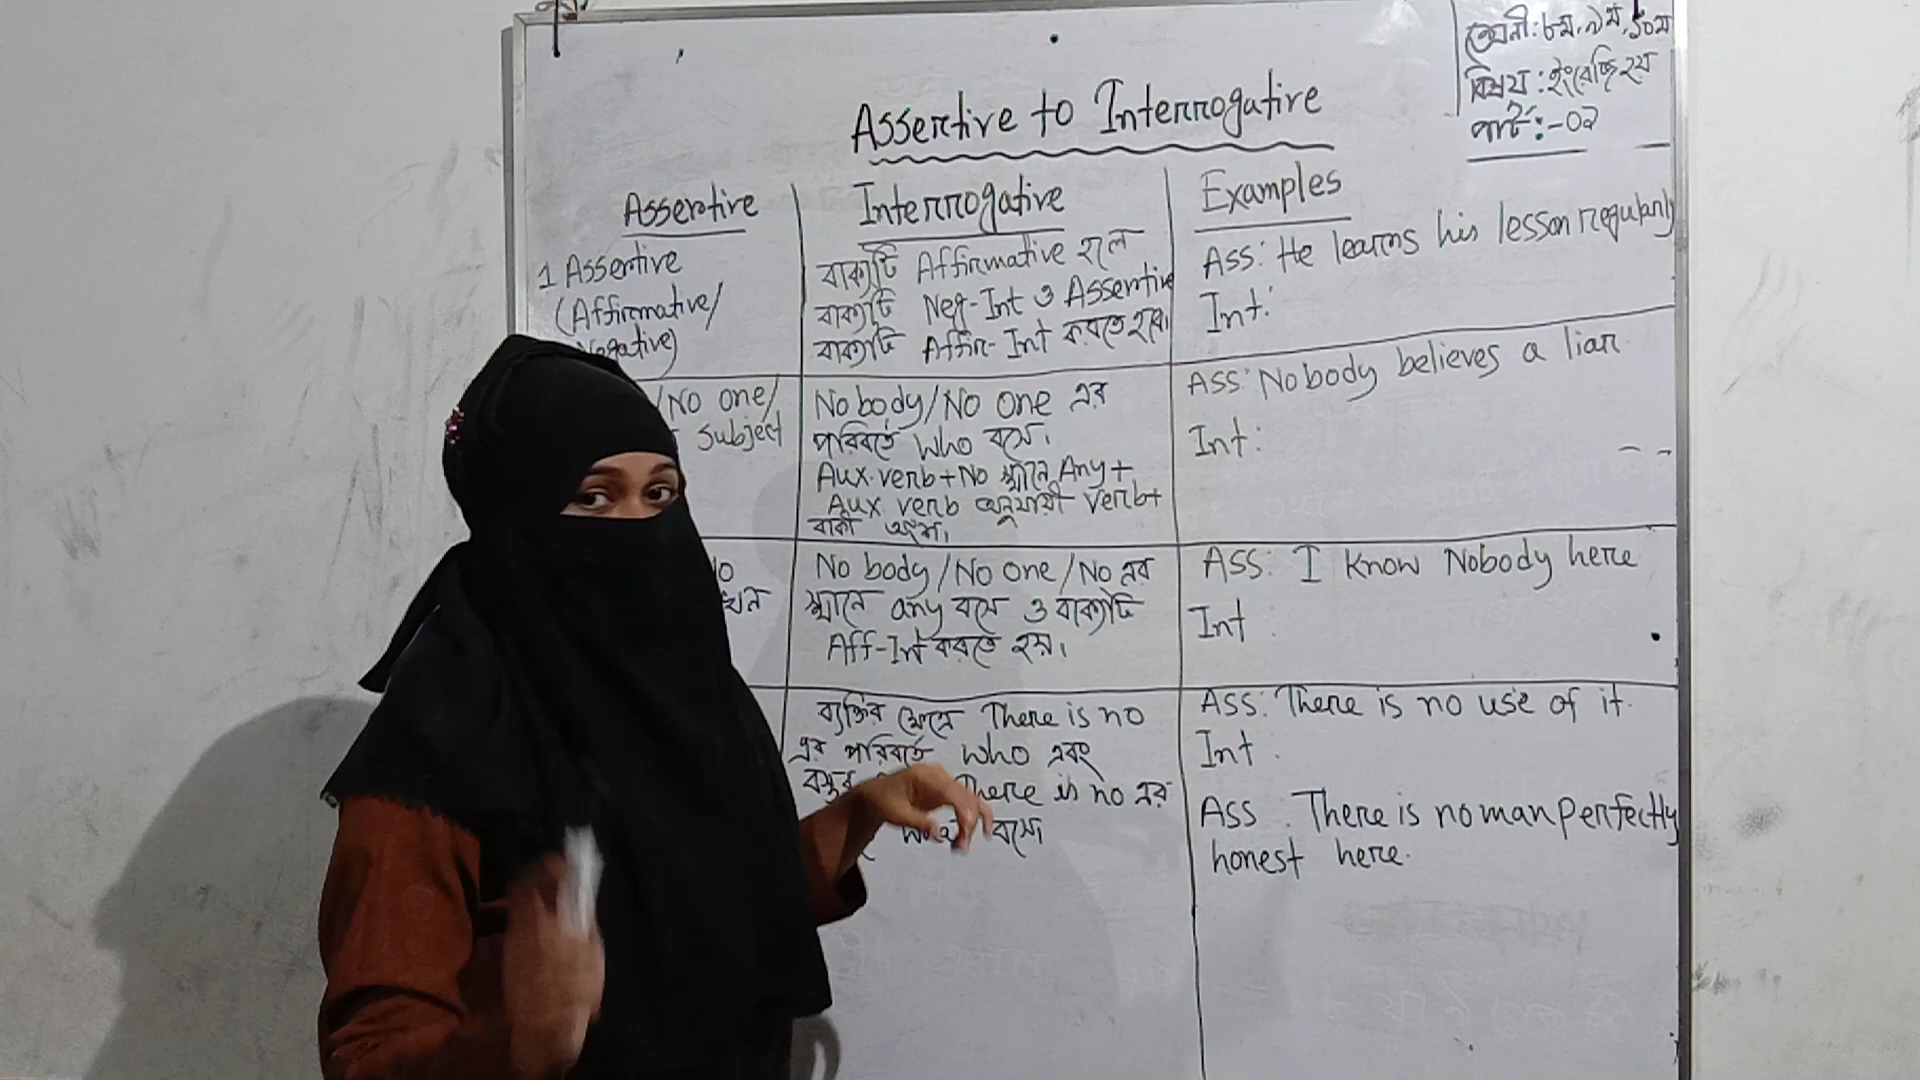 শ্রেণী: ৮ম, ৯ম, ১০ম
বিষয় : ইংরেজি ২য়
পার্ট :-০২
Assertive to Interrogative
Assertive
1 Assertive
(Affirmative/
Negative)
/No one/
subject
Interrogative
বাক্যটি Affirmative হলে
বাক্যটি Neg-Int ও Assertive
বাক্যটি Affir-Int করতে হবে।
No body/No one এর
পরিবর্তে Who বসে।
Aux. verb+No স্থানে Any+
Aux verb অনুযায়ী verb+
বাকী অংশ।
No body/No one/No এর
স্থানে any বসে ও বাক্যটি
Aff-Int করতে হয়।
ব্যক্তির ক্ষেত্রে There is no
এর পরিবর্তে Who এবং
There is no এর
বসে
Examples
Ass: He learns his lesson regularly
Int:
Ass: Nobody believes a liar
Int:
ASS: I know Nobody here
Int
Ass: There is no use of it.
Int.
Ass. There is no man perfectly
honest here.